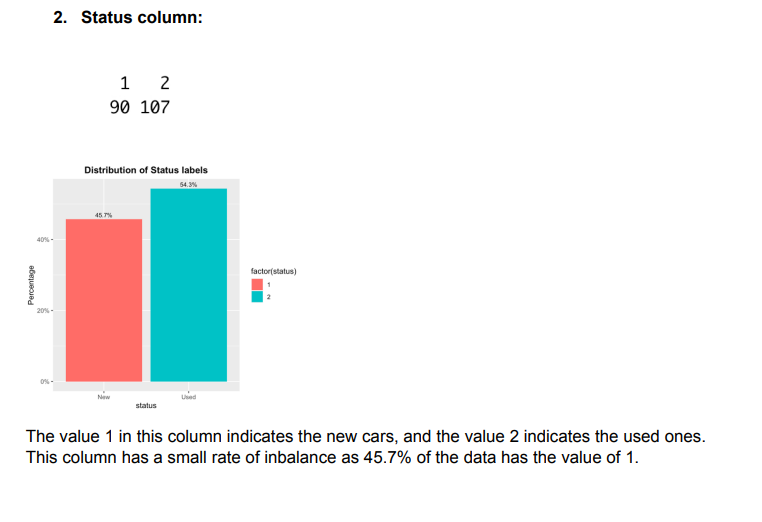 2. Status column:
1 2
90 107
Distribution of Status labels
54.3%
45.7%
40%
20%
0%
Percentage
factor(status)
1
2
New Used
status
The value 1 in this column indicates the new cars, and the value 2 indicates the used ones.
This column has a small rate of inbalance as 45.7% of the data has the value of 1.